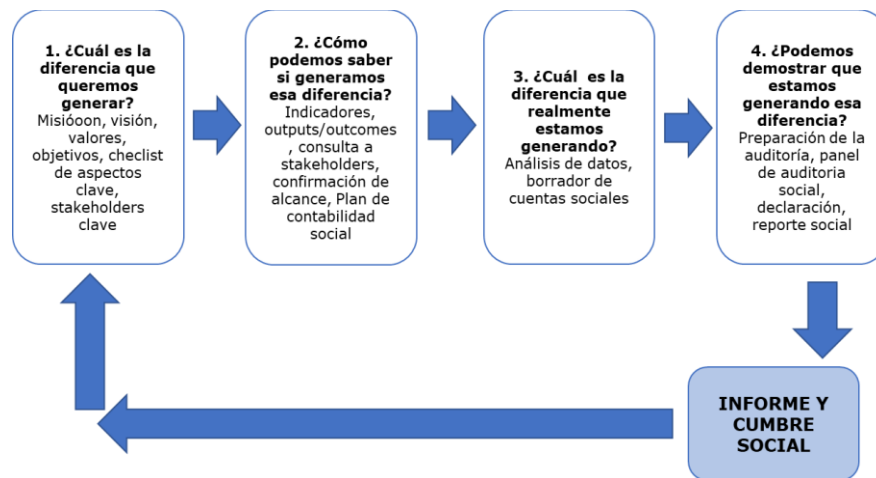 1. ¿Cuál es la
diferencia que
queremos
generar?
Misióoon, visión,
valores,
objetivos, checlist
de aspectos
clave,
stakeholders
clave
2. ¿Cómo
podemos saber
si generamos
esa diferencia?
Indicadores,
outputs/outcomes
, consulta a
stakeholders,
confirmación de
alcance, Plan de
contabilidad
social
3. ¿Cuál  es la
diferencia que
realmente
estamos
generando?
Análisis de datos,
borrador de
cuentas sociales
4. ¿Podemos
demostrar que
estamos
generando esa
diferencia?
Preparación de la
auditoría, panel
de auditoria
social,
declaración,
reporte social
INFORME Y
CUMBRE
SOCIAL